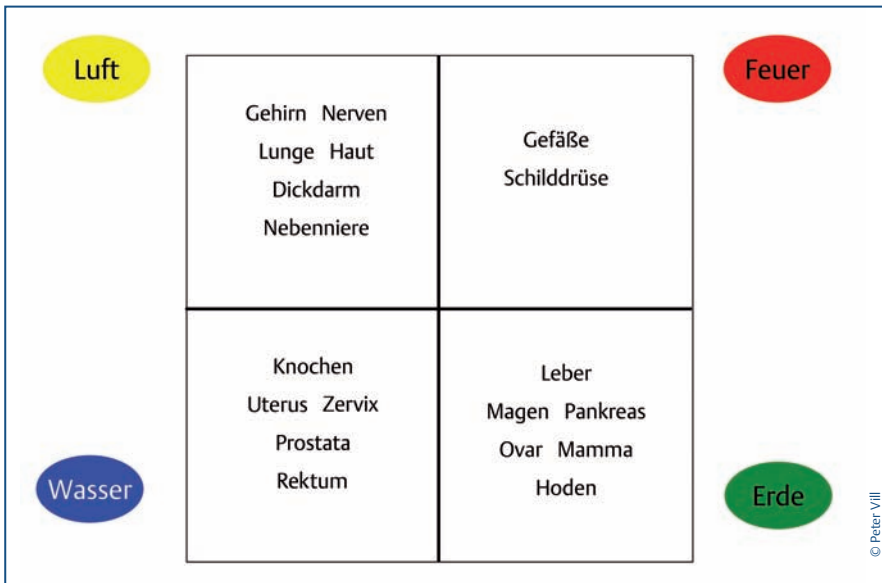 Luft
Feuer
Gehirn Nerven
Lunge Haut
Dickdarm
Nebenniere
Gefäße
Schilddrüse
Knochen
Uterus Zervix
Prostata
Rektum
Leber
Magen Pankreas
Ovar Mamma
Hoden
Wasser
Erde
© Peter Vill